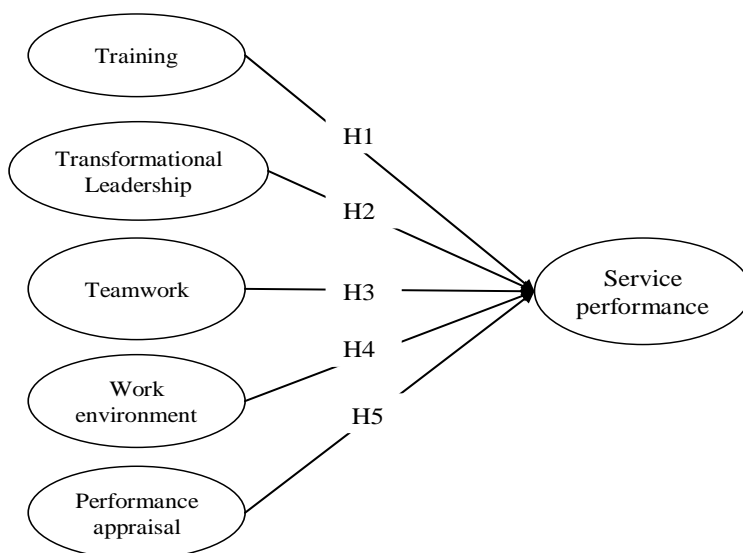 Training
H1
Transformational
Leadership
H2
Teamwork
H3
Service
performance
H4
Work
environment
H5
Performance
appraisal